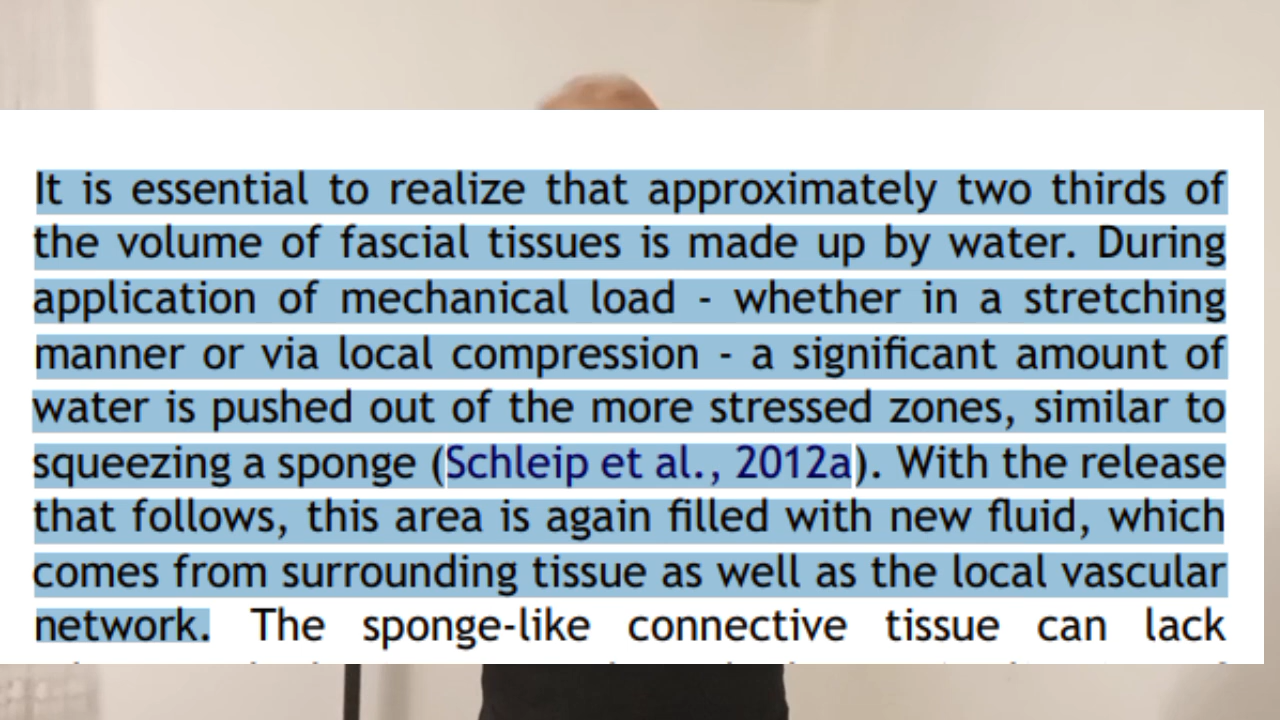 It is essential to realize that approximately two thirds of
the volume of fascial tissues is made up by water. During
application of mechanical load - whether in a stretching
manner or via local compression - a significant amount of
water is pushed out of the more stressed zones, similar to
squeezing a sponge (Schleip et al., 2012a). With the release
that follows, this area is again filled with new fluid, which
comes from surrounding tissue as well as the local vascular
network. The sponge-like connective tissue can lack